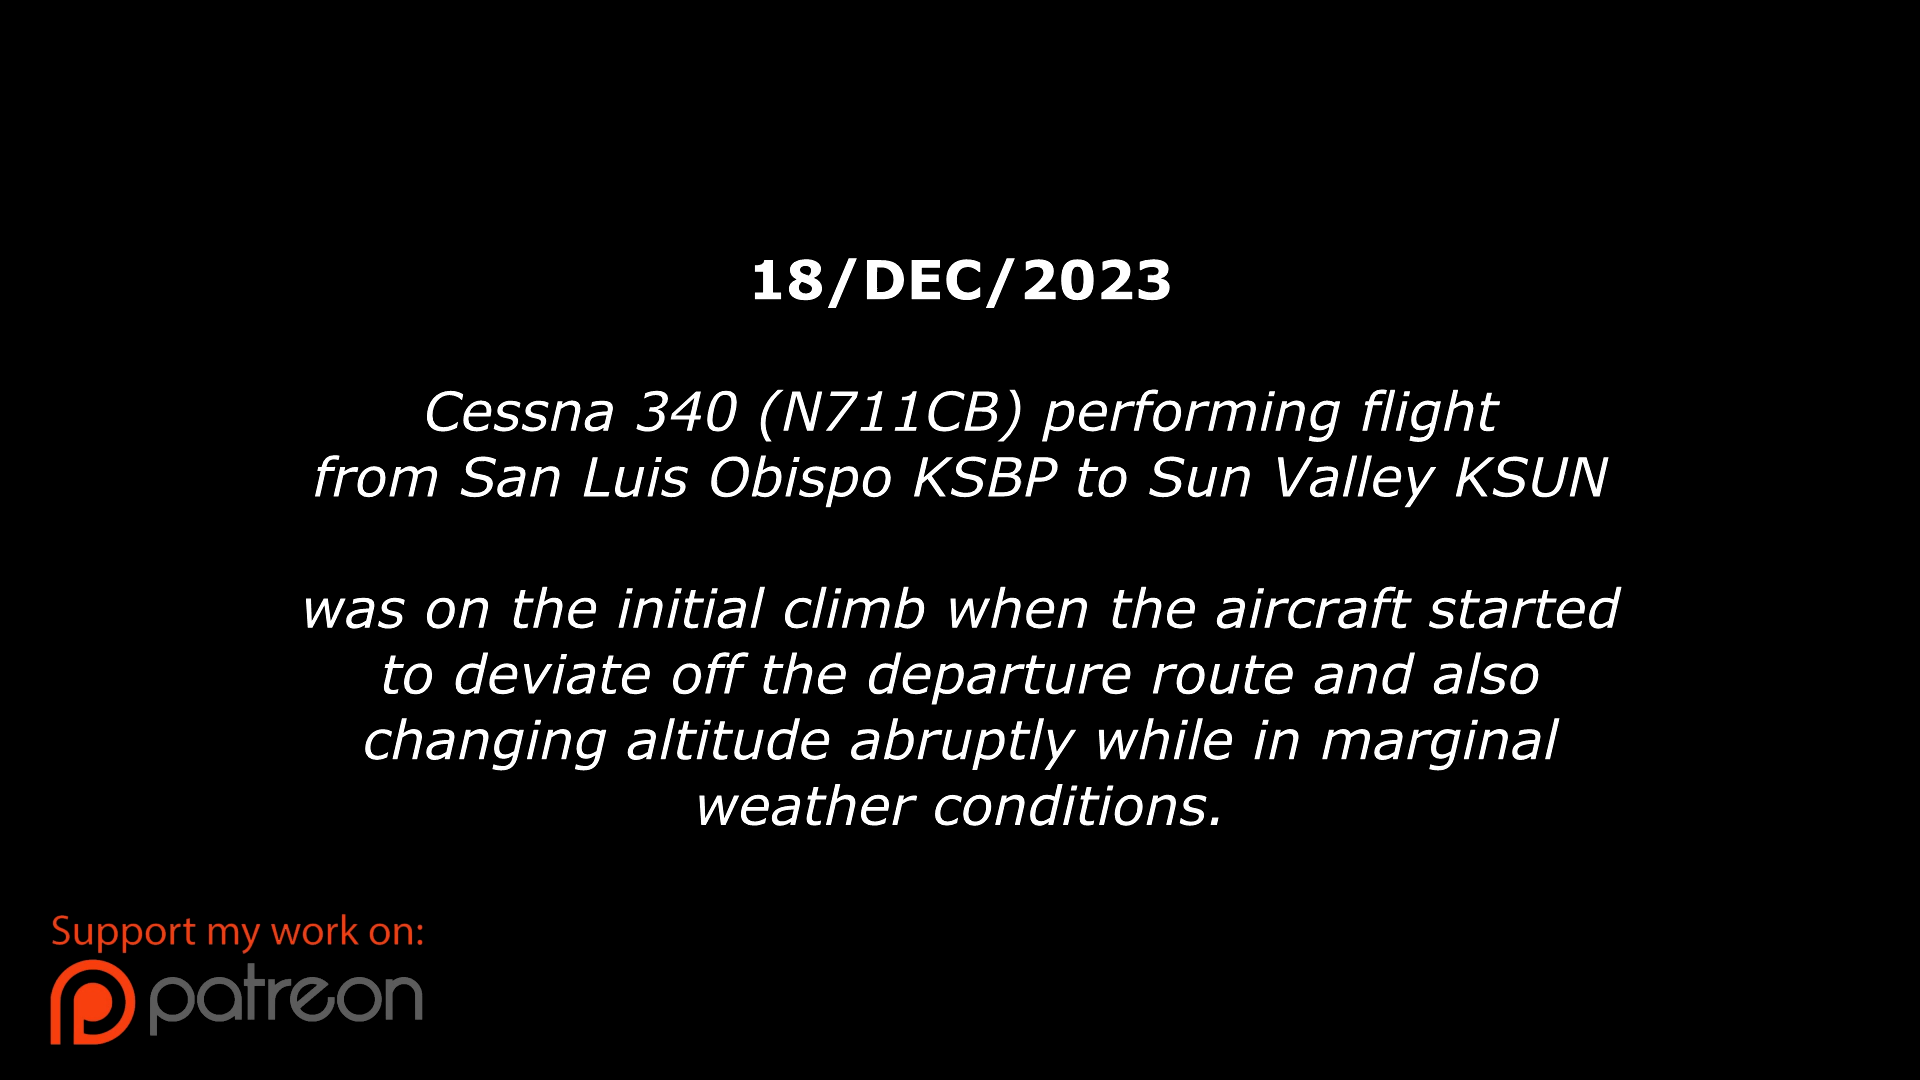 18/DEC/2023
Cessna 340 (N711CB) performing flight
from San Luis Obispo KSBP to Sun Valley KSUN
was on the initial climb when the aircraft started
to deviate off the departure route and also
changing altitude abruptly while in marginal
weather conditions.
Support my work on:
patreon